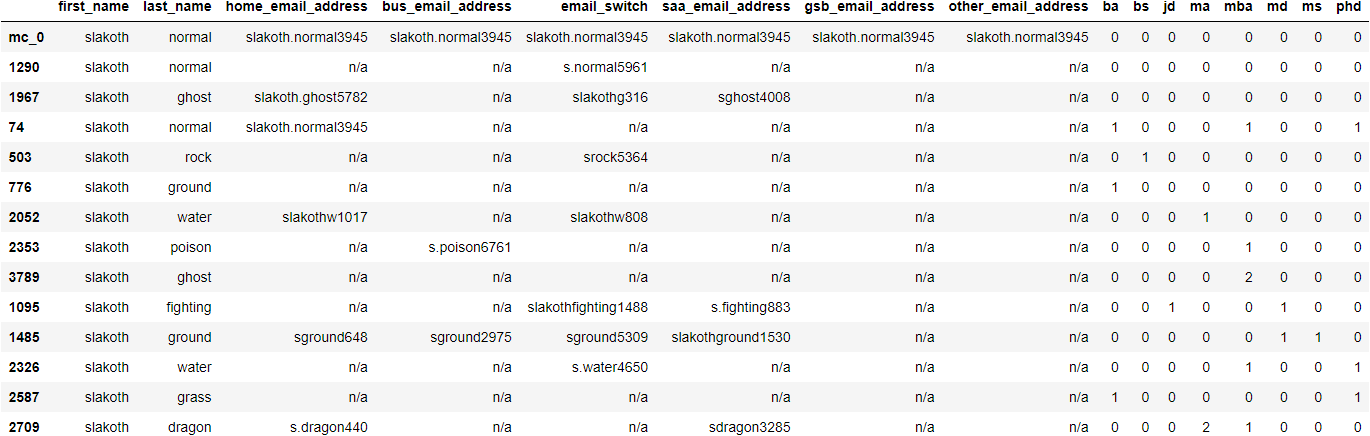 first_name last_name home_email_address bus_email_address email_switch saa_email_address gsb_email_address other_email_address ba bs jd ma mba md ms phd
mc_0 slakoth normal slakoth.normal3945 slakoth.normal3945 slakoth.normal3945 slakoth.normal3945 slakoth.normal3945 slakoth.normal3945 0 0 0 0 0 0 0 0
1290 slakoth normal n/a n/a s.normal5961 n/a n/a n/a 0 0 0 0 0 0 0 0
1967 slakoth ghost slakoth.ghost5782 n/a slakothg316 sghost4008 n/a n/a 0 0 0 0 0 0 0 0
74 slakoth normal slakoth.normal3945 n/a n/a n/a n/a n/a 1 0 0 0 1 0 0 1
503 slakoth rock n/a n/a srock5364 n/a n/a n/a 0 1 0 0 0 0 0 0
776 slakoth ground n/a n/a n/a n/a n/a n/a 1 0 0 0 0 0 0 0
2052 slakoth water slakothw1017 n/a slakothw808 n/a n/a n/a 0 0 0 1 0 0 0 0
2353 slakoth poison n/a s.poison6761 n/a n/a n/a n/a 0 0 0 0 1 0 0 0
3789 slakoth ghost n/a n/a n/a n/a n/a n/a 0 0 0 0 2 0 0 0
1095 slakoth fighting n/a n/a slakothfighting1488 s.fighting883 n/a n/a 0 0 1 0 0 1 0 0
1485 slakoth ground sground648 sground2975 sground5309 slakothground1530 n/a n/a 0 0 0 0 0 1 1 0
2326 slakoth water n/a n/a s.water4650 n/a n/a n/a 0 0 0 0 1 0 0 1
2587 slakoth grass n/a n/a n/a n/a n/a n/a 1 0 0 0 0 0 0 1
2709 slakoth dragon s.dragon440 n/a n/a sdragon3285 n/a n/a 0 0 0 2 1 0 0 0